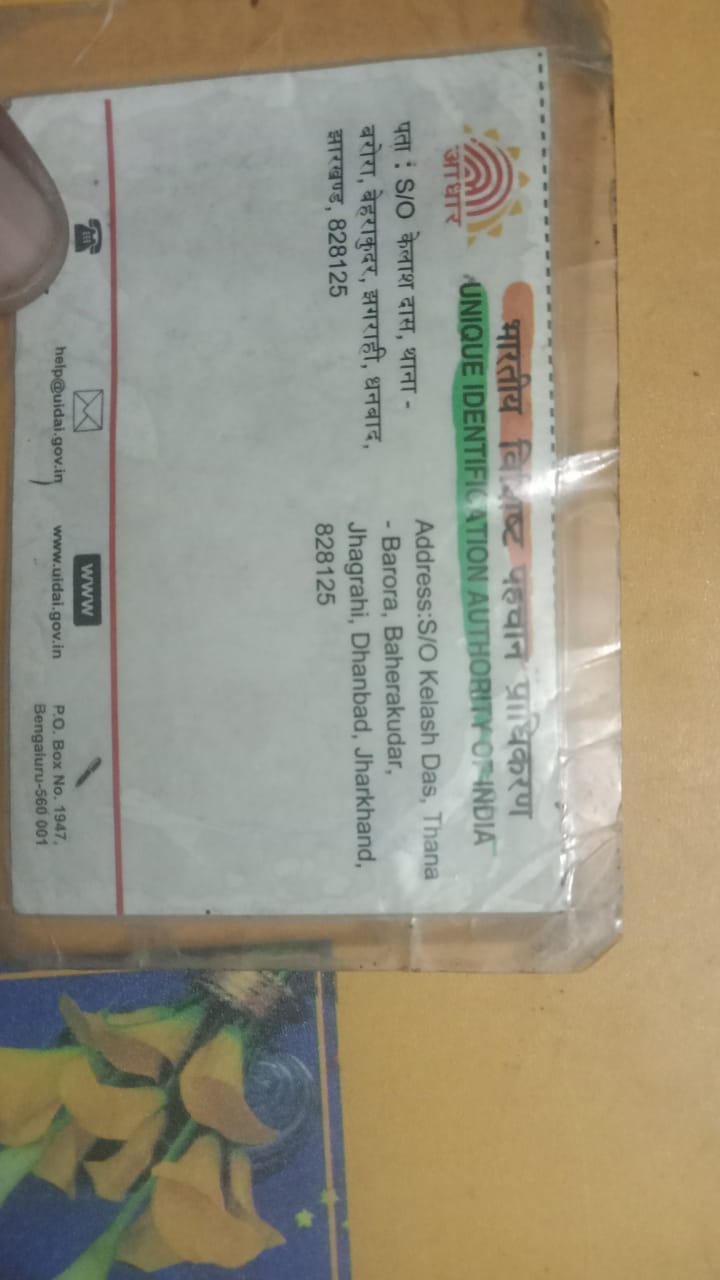 भारतीय विशिष्ट पहचान प्राधिकरण
UNIQUE IDENTIFICATION AUTHORITY OF INDIA
आधार
पता : S/O केलाश दास, थाना -
बरोरा, बेहराकुदर, झगराही, धनबाद,
झारखण्ड, 828125
Address:S/O Kelash Das, Thana
- Barora, Baherakudar,
Jhagrahi, Dhanbad, Jharkhand,
828125
help@uidai.gov.in
www
www.uidai.gov.in
P.O. Box No. 1947,
Bengaluru-560 001